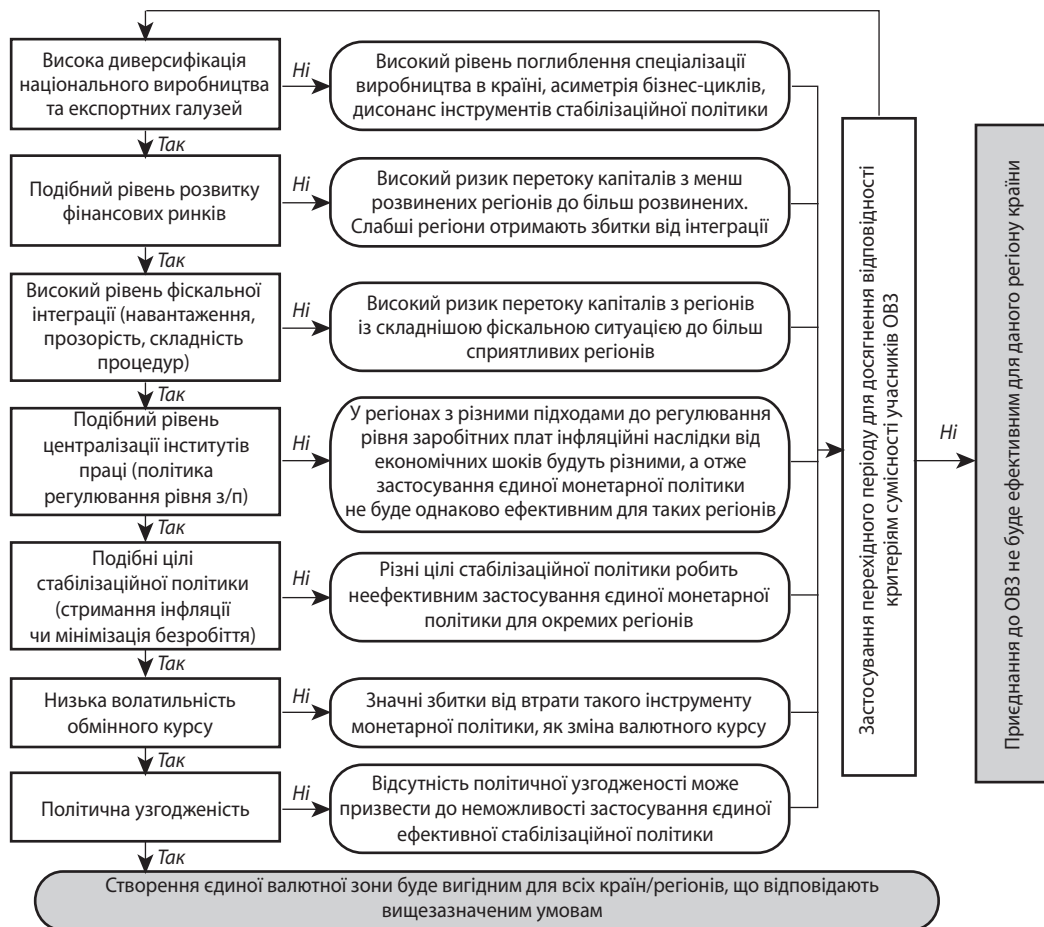 Висока диверсифікація
національного виробництва
та експортних галузей
Ні
Високий рівень поглиблення спеціалізації
виробництва в країні, асиметрія бізнес-циклів,
дисонанс інструментів стабілізаційної політики
Так
Подібний рівень розвитку
фінансових ринків
Ні
Високий ризик перетоку капіталів з менш
розвинених регіонів до більш розвинених.
Слабші регіони отримають збитки від інтеграції
Так
Високий рівень фіскальної
інтеграції (навантаження,
прозорість, складність
процедур)
Ні
Високий ризик перетоку капіталів з регіонів
із складнішою фіскальною ситуацією до більш
сприятливих регіонів
Так
Подібний рівень
централізації інститутів
праці (політика
регулювання рівня з/п)
Ні
У регіонах з різними підходами до регулювання
рівня заробітних плат інфляційні наслідки від
економічних шоків будуть різними, а отже
застосування єдиної монетарної політики
не буде однаково ефективним для таких регіонів
Так
Подібні цілі
стабілізаційної політики
(стримання інфляції
чи мінімізація безробіття)
Ні
Різні цілі стабілізаційної політики робить
неефективним застосування єдиної монетарної
політики для окремих регіонів
Так
Низька волатильність
обмінного курсу
Ні
Значні збитки від втрати такого інструменту
монетарної політики, як зміна валютного курсу
Так
Політична узгодженість
Ні
Відсутність політичної узгодженості може
призвести до неможливості застосування єдиної
ефективної стабілізаційної політики
Так
Створення єдиної валютної зони буде вигідним для всіх країн/регіонів, що відповідають
вищезазначеним умовам
Застосування перехідного періоду для досягнення відповідності
критеріям сумісності учасників ОВЗ
Ні
Приєднання до ОВЗ не буде ефективним для даного регіону країни